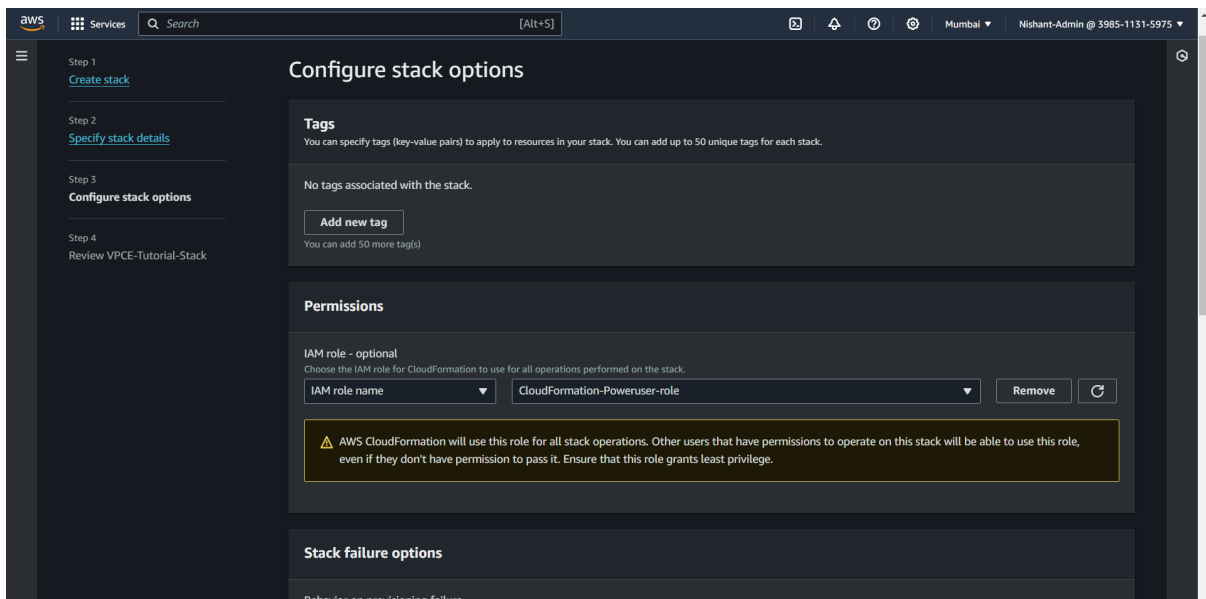 aws
Services
Search
[Alt+S]
Mumbai ▼
Nishant-Admin @ 3985-1131-5975 ▼
Step 1
Create stack
Step 2
Specify stack details
Step 3
Configure stack options
Step 4
Review VPCE-Tutorial-Stack
Configure stack options
Tags
You can specify tags (key-value pairs) to apply to resources in your stack. You can add up to 50 unique tags for each stack.
No tags associated with the stack.
Add new tag
You can add 50 more tag(s)
Permissions
IAM role - optional
Choose the IAM role for CloudFormation to use for all operations performed on the stack.
IAM role name
CloudFormation-Poweruser-role
Remove
AWS CloudFormation will use this role for all stack operations. Other users that have permissions to operate on this stack will be able to use this role,
even if they don't have permission to pass it. Ensure that this role grants least privilege.
Stack failure options
Behavior on provisioning failure